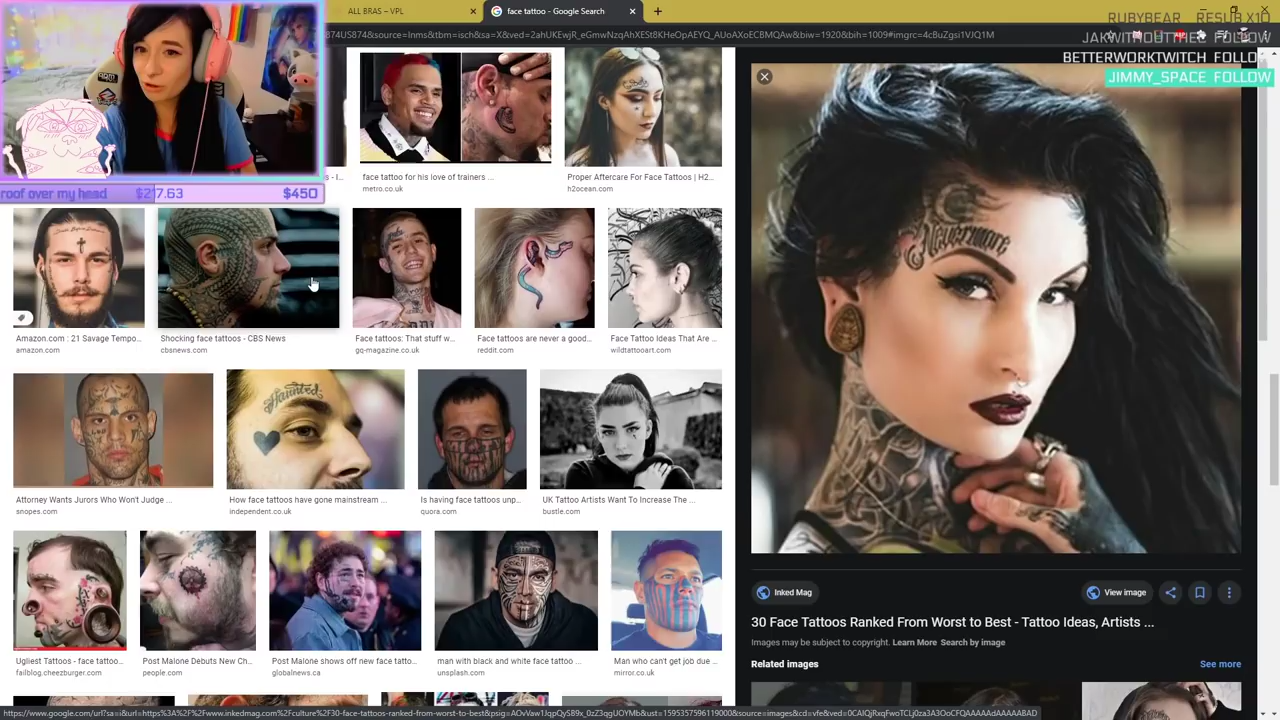 ALL BRAS – VPL
face tattoo - Google Search
RUBYBEAR RESUB X10
JAKWITHOUTTHEE FOLLOW
BETTERWORKTWITCH FOLLO
JIMMY_SPACE FOLLOW
roof over my head
$450
face tattoo for his love of trainers ...
metro.co.uk
Proper Aftercare For Face Tattoos | H2...
h2ocean.com
Nevermore
Amazon.com : 21 Savage Tempo...
amazon.com
Shocking face tattoos - CBS News
cbsnews.com
Face tattoos: That stuff w...
gq-magazine.co.uk
Face tattoos are never a good...
reddit.com
Face Tattoo Ideas That Are ...
wildtattooart.com
Haunted
Attorney Wants Jurors Who Won't Judge ...
snopes.com
How face tattoos have gone mainstream ...
independent.co.uk
Is having face tattoos unp...
quora.com
UK Tattoo Artists Want To Increase The ...
bustle.com
Inked Mag
View image
30 Face Tattoos Ranked From Worst to Best - Tattoo Ideas, Artists ...
Images may be subject to copyright. Learn More Search by image
Related images
See more
Ugliest Tattoos - face tattoo...
failblog.cheezburger.com
Post Malone Debuts New Ch...
people.com
Post Malone shows off new face tatto...
globalnews.ca
man with black and white face tattoo ...
unsplash.com
Man who can't get job due ...
mirror.co.uk